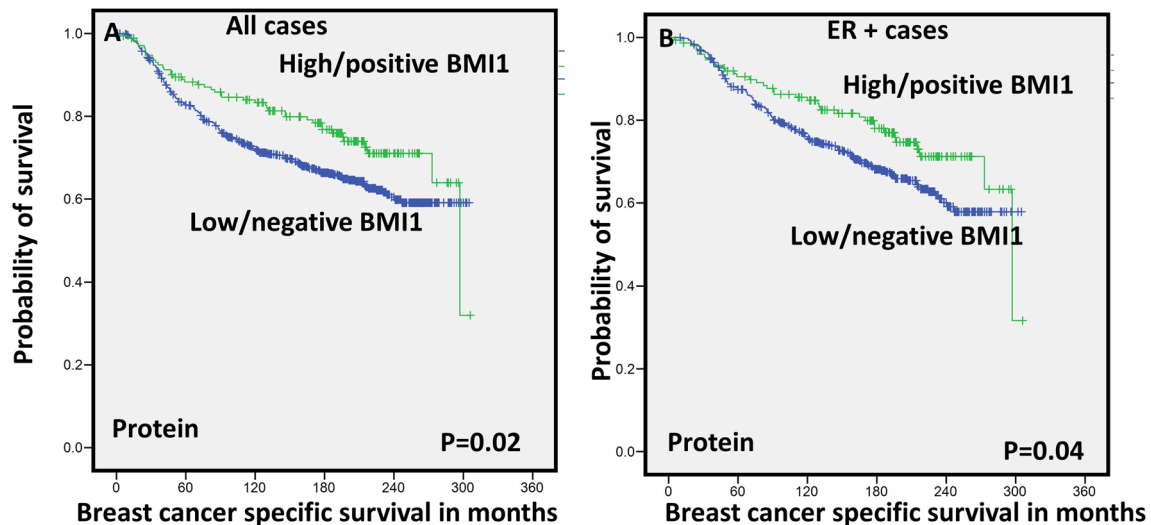 A
All cases
High/positive BMI1
Low/negative BMI1
Protein
P=0.02
Probability of survival
1.0
0.8
0.6
0.4
0.2
0.0
0 60 120 180 240 300 360
Breast cancer specific survival in months
B
ER + cases
High/positive BMI1
Low/negative BMI1
Protein
P=0.04
Probability of survival
1.0
0.8
0.6
0.4
0.2
0.0
0 60 120 180 240 300 360
Breast cancer specific survival in months